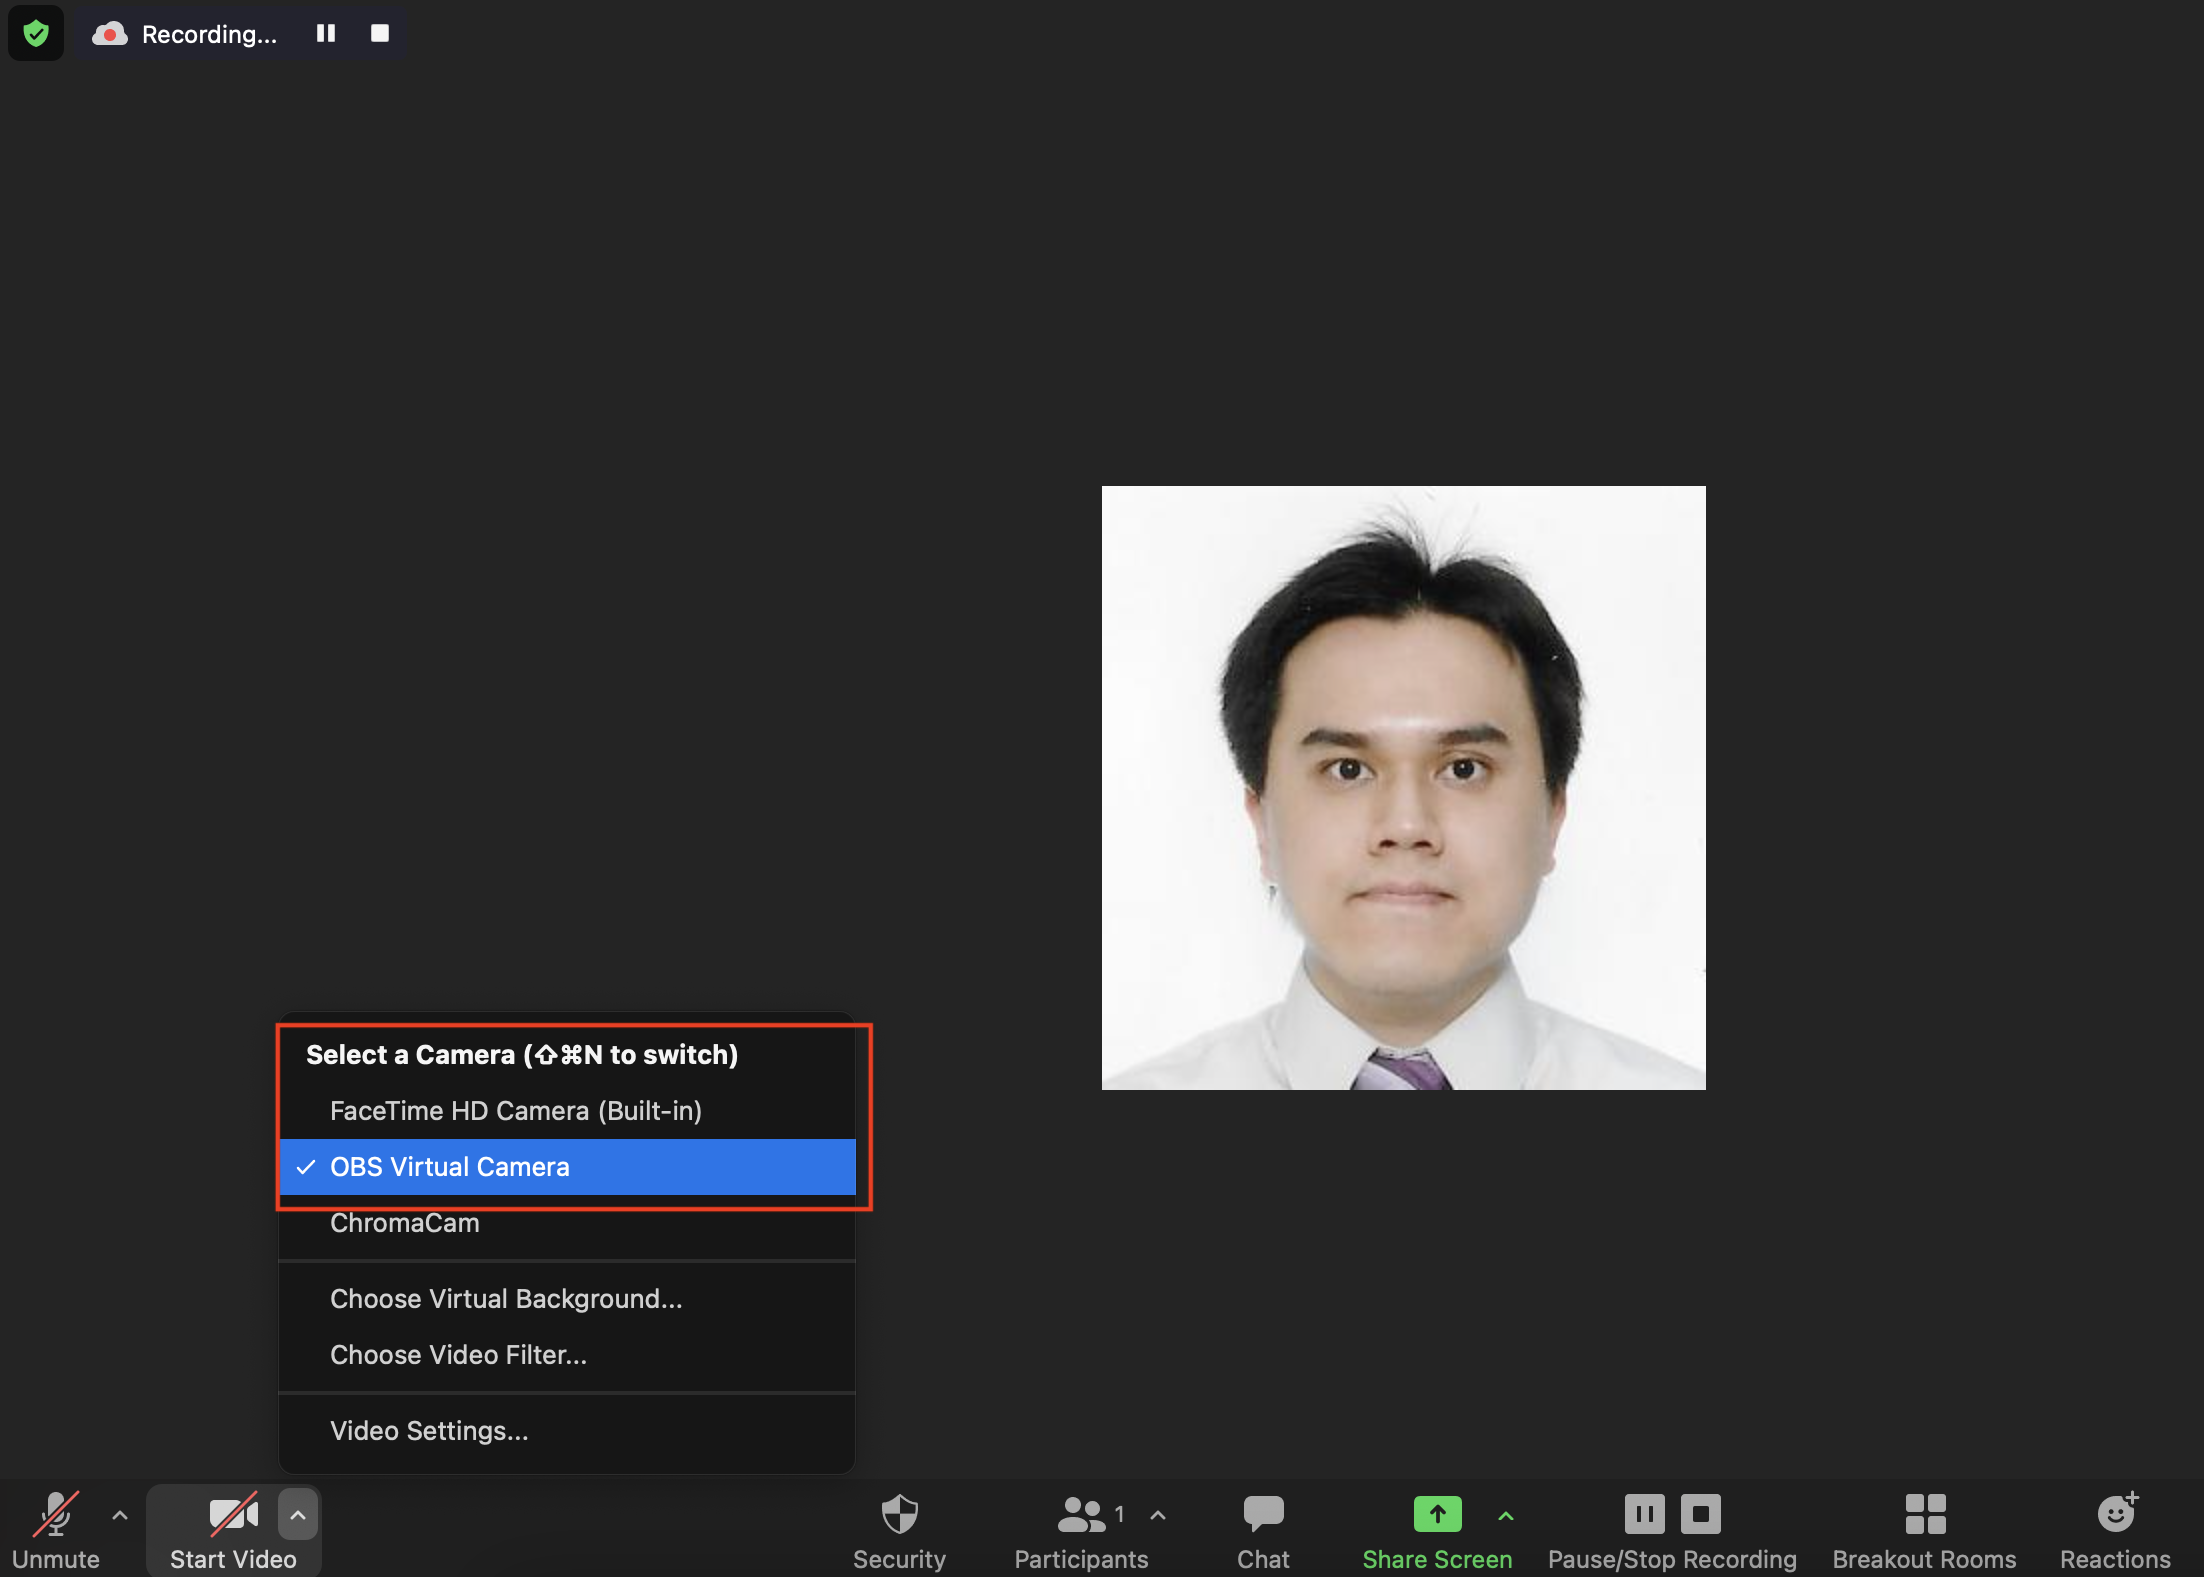 Recording...
Select a Camera (⇧⌘N to switch)
FaceTime HD Camera (Built-in)
✓ OBS Virtual Camera
ChromaCam
Choose Virtual Background...
Choose Video Filter...
Video Settings...
1
Unmute
Start Video
Security
Participants
Chat
Share Screen
Pause/Stop Recording
Breakout Rooms
Reactions